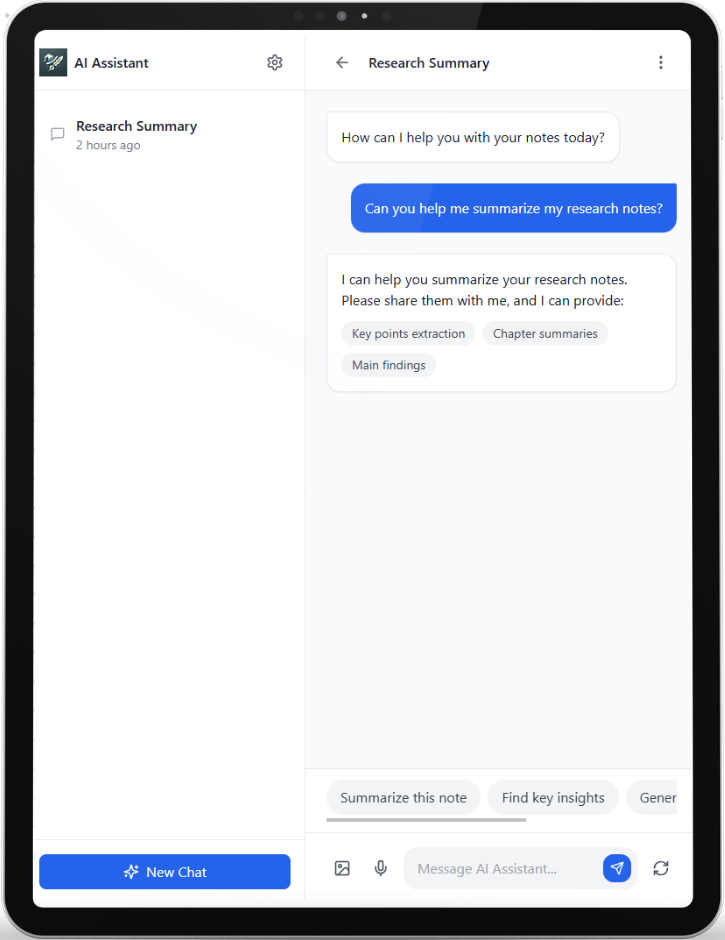 AI Assistant
Research Summary
2 hours ago
New Chat
Research Summary
How can I help you with your notes today?
Can you help me summarize my research notes?
I can help you summarize your research notes.
Please share them with me, and I can provide:
Key points extraction
Chapter summaries
Main findings
Summarize this note
Find key insights
Gener
Message AI Assistant...